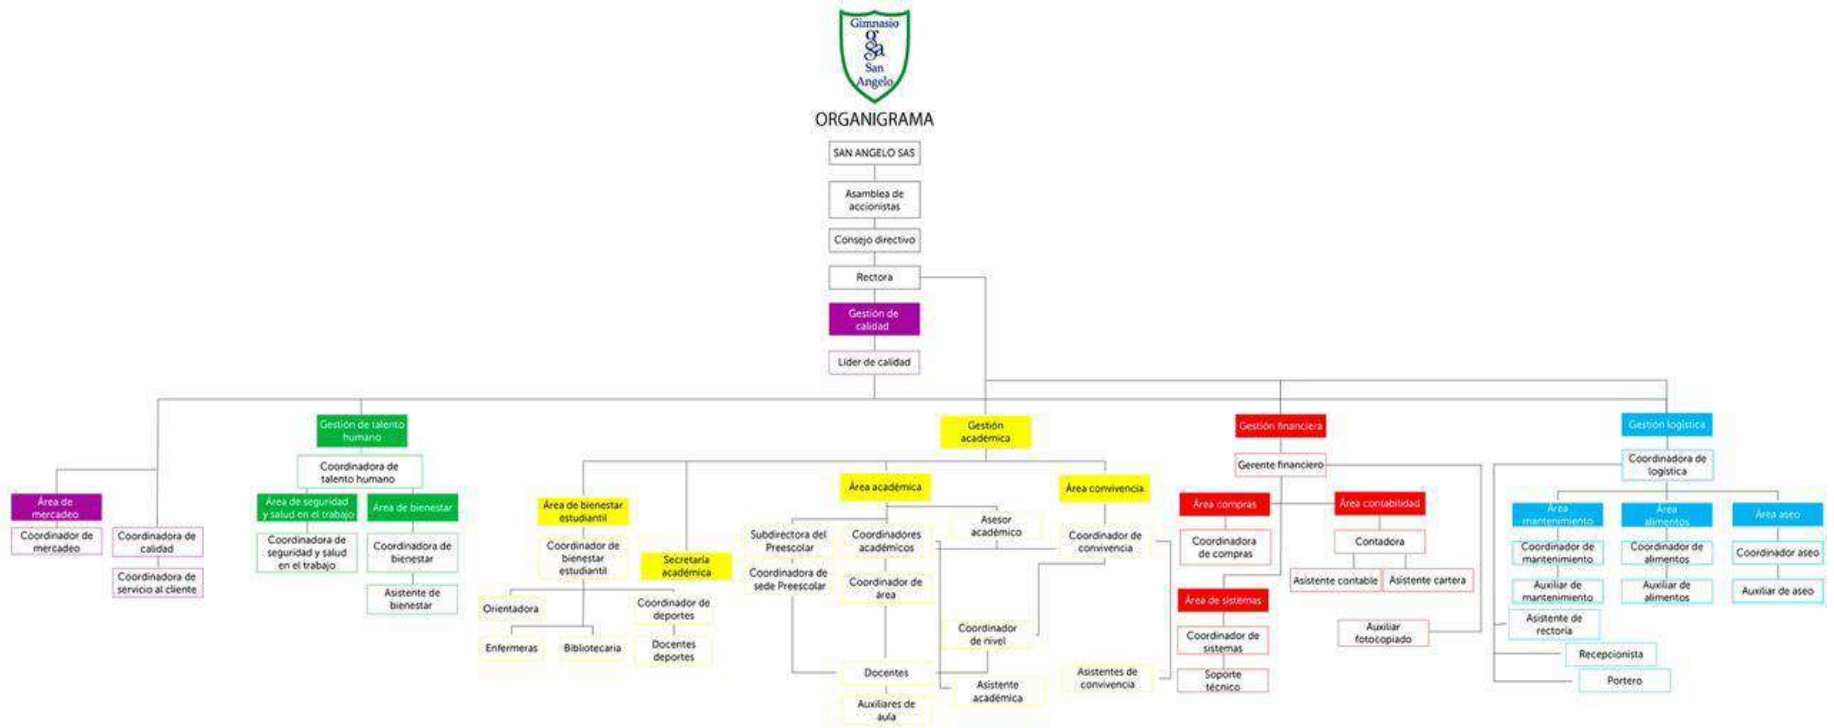 Gimnasio
gsa
San
Angelo
ORGANIGRAMA
SAN ANGELO SAS
Asamblea de
accionistas
Consejo directivo
Rectora
Gestión de
calidad
Líder de calidad
Gestión de talento
humano
Coordinadora de
talento humano
Área de
mercadeo
Coordinador de
mercadeo
Coordinadora de
calidad
Coordinadora de
servicio al cliente
Área de seguridad
y salud en el trabajo
Coordinadora de
seguridad y salud
en el trabajo
Área de bienestar
Coordinadora de
bienestar
Asistente de
bienestar
Gestión
académica
Área de bienestar
estudiantil
Coordinador de
bienestar
estudiantil
Orientadora
Enfermeras
Bibliotecaria
Coordinador de
deportes
Docentes
deportes
Secretaría
académica
Área académica
Subdirectora del
Preescolar
Coordinadora de
sede Preescolar
Coordinadores
académicos
Coordinador de
área
Asesor
académico
Coordinador
de nivel
Docentes
Auxiliares de
aula
Asistente
académica
Área convivencia
Coordinador de
convivencia
Asistentes de
convivencia
Gestión financiera
Gerente financiero
Área compras
Coordinadora
de compras
Área contabilidad
Contadora
Asistente contable
Asistente cartera
Área de sistemas
Coordinador de
sistemas
Soporte
técnico
Auxiliar
fotocopiado
Gestión logística
Coordinadora de
logística
Área
mantenimiento
Coordinador de
mantenimiento
Auxiliar de
mantenimiento
Área
alimentos
Coordinadora de
alimentos
Auxiliar de
alimentos
Área aseo
Coordinador aseo
Auxiliar de aseo
Asistente de
rectoría
Recepcionista
Portero